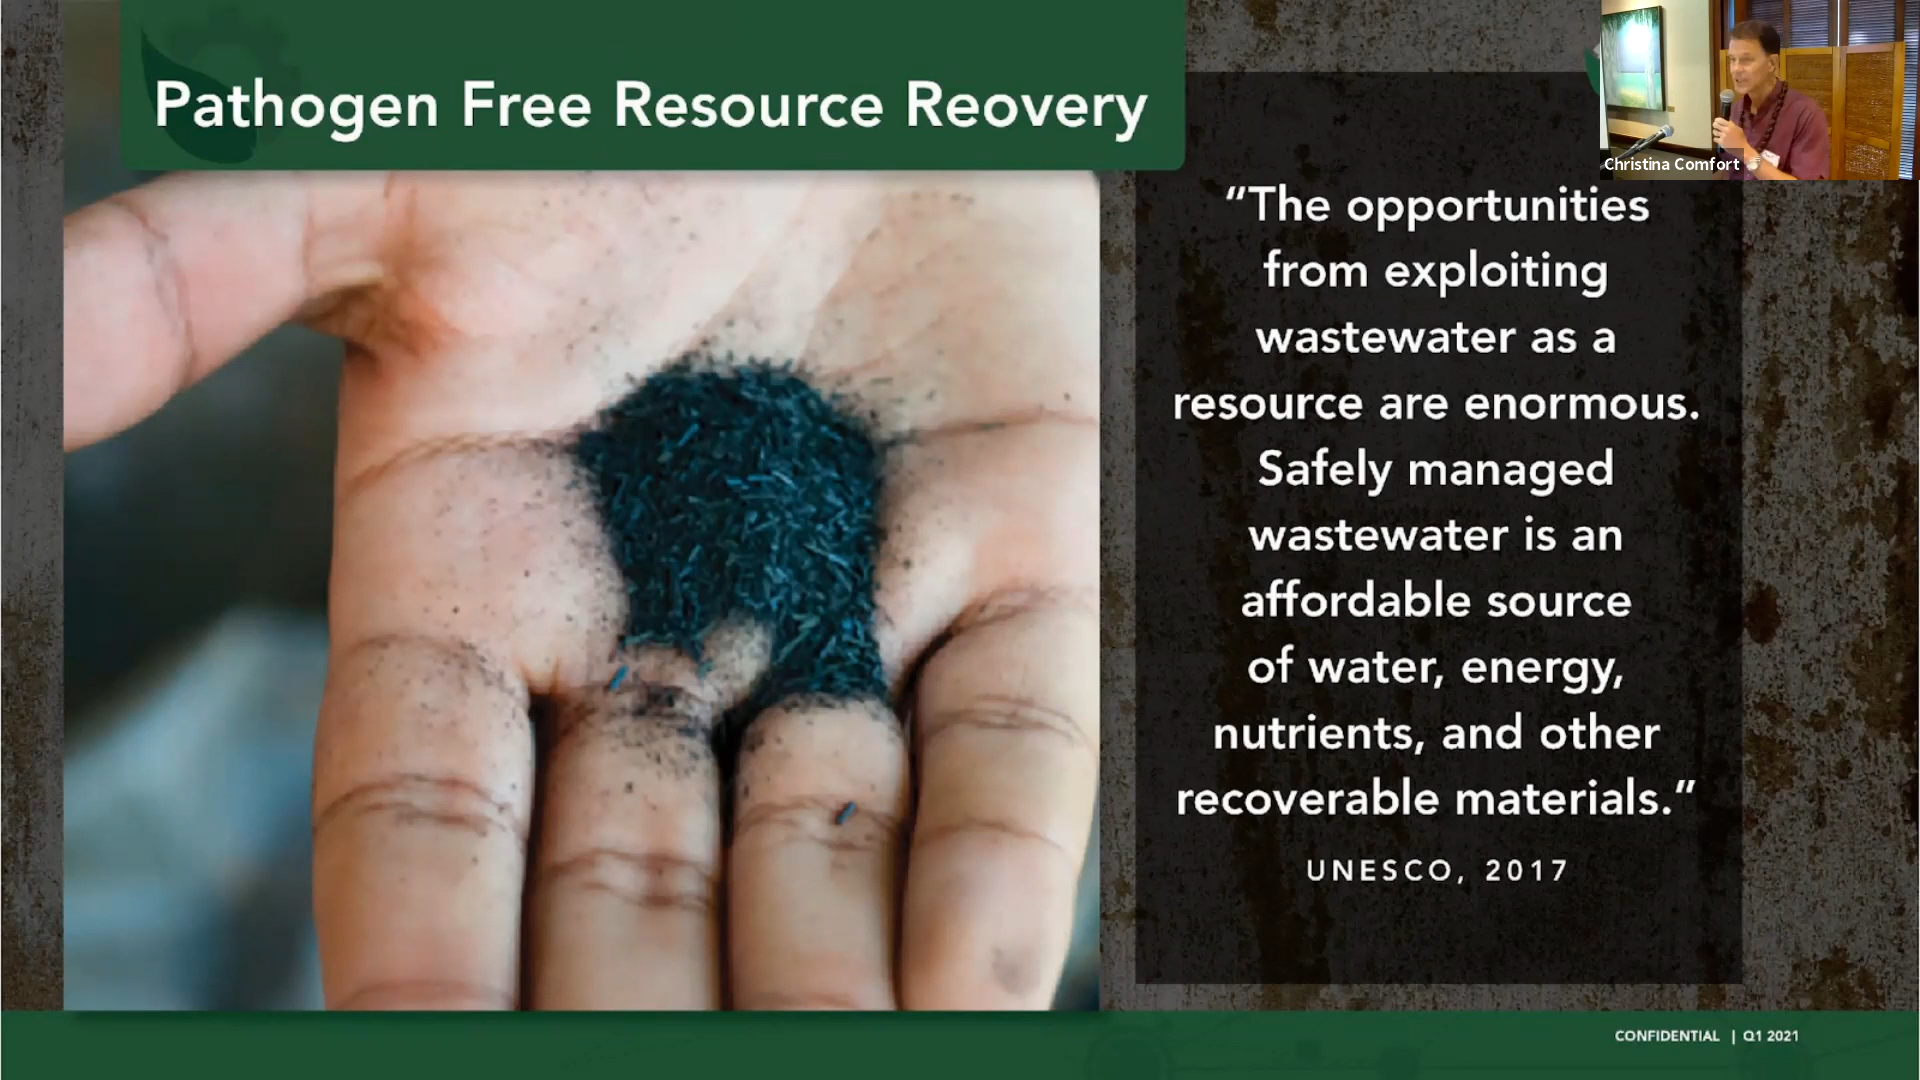 Pathogen Free Resource Reovery
Christina Comfort
“The opportunities
from exploiting
wastewater as a
resource are enormous.
Safely managed
wastewater is an
affordable source
of water, energy,
nutrients, and other
recoverable materials.”
UNESCO, 2017
CONFIDENTIAL | Q1 2021